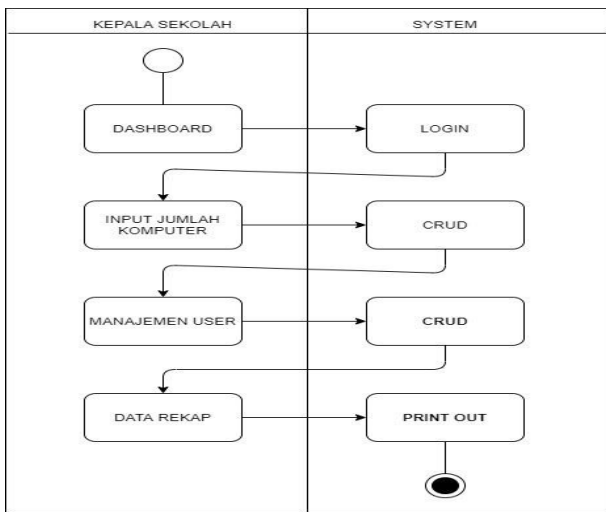 KEPALA SEKOLAH
SYSTEM
DASHBOARD
LOGIN
INPUT JUMLAH
KOMPUTER
CRUD
MANAJEMEN USER
CRUD
DATA REKAP
PRINT OUT